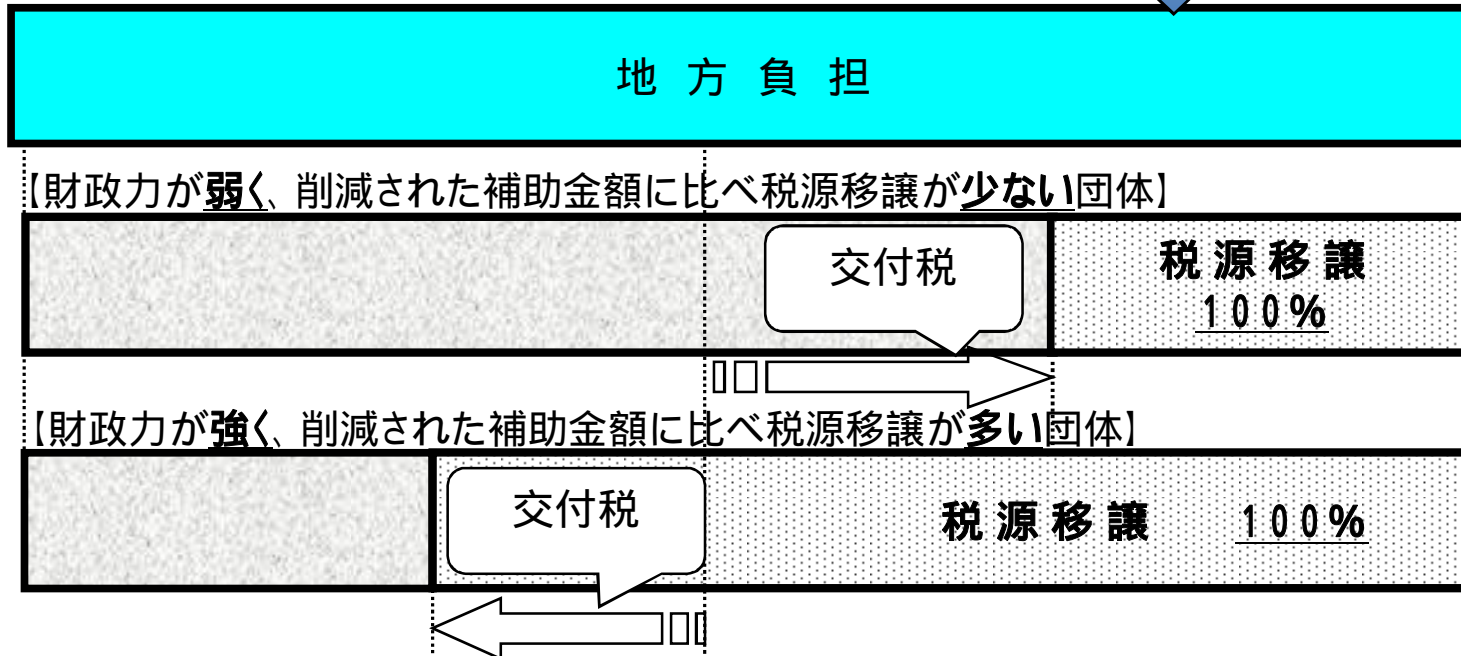 地方負担
【財政力が弱く、削減された補助金額に比べ税源移譲が少ない団体】
交付税
税源移譲
100%
【財政力が強く、削減された補助金額に比べ税源移譲が多い団体】
交付税
税源移譲 100%